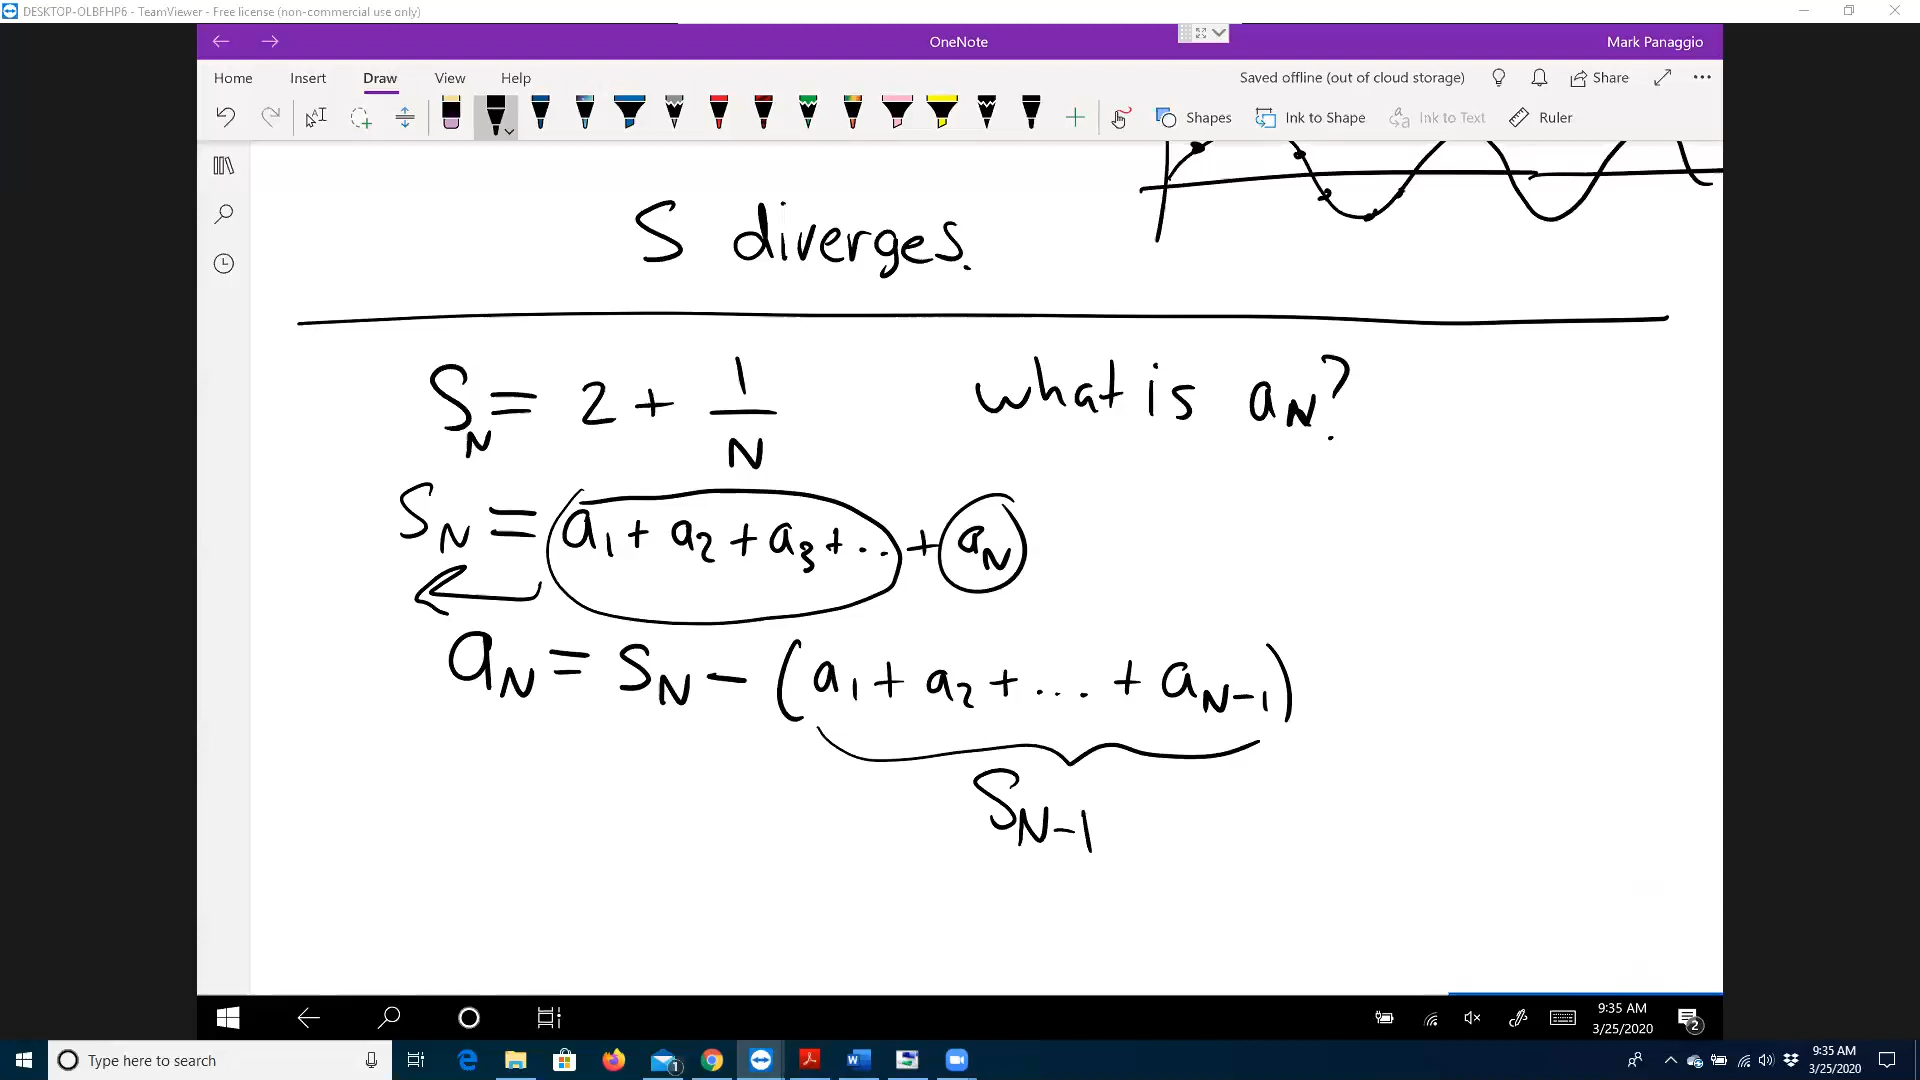 DESKTOP-OLBFHP6 - TeamViewer - Free license (non-commercial use only)
OneNote
Mark Panaggio
Home Insert Draw View Help
Saved offline (out of cloud storage) Share
Shapes Ink to Shape Ink to Text Ruler
S diverges.
S_N = 2 + 1/N what is a_N?
S_N = a_1 + a_2 + a_3 + ... + a_N
a_N = S_N - (a_1 + a_2 + ... + a_{N-1})
S_{N-1}
9:35 AM
3/25/2020
2
Type here to search
1
9:35 AM
3/25/2020